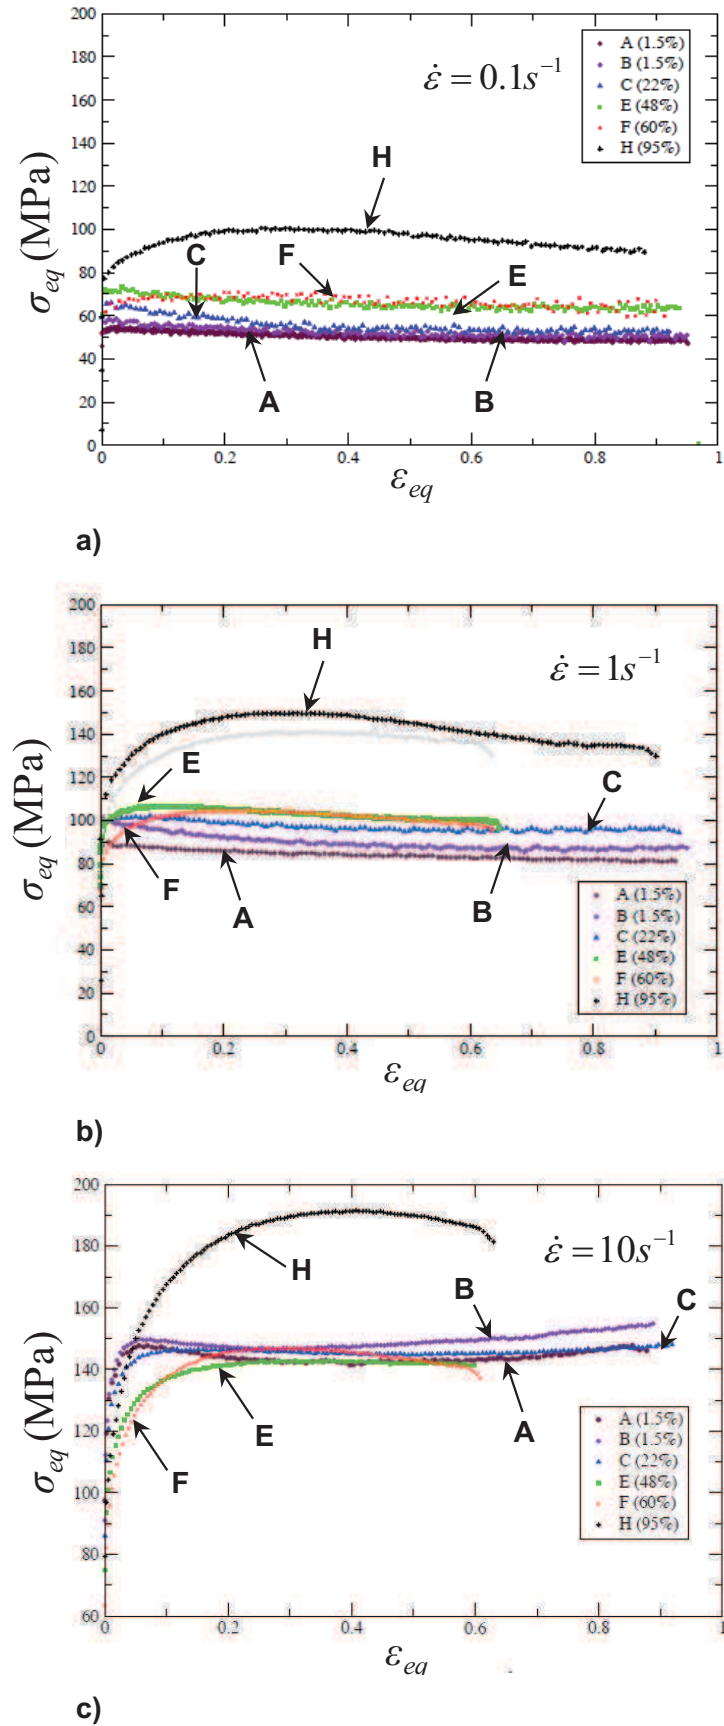 200
180
160
140
120
100
80
60
40
20
0
σeq (MPa)
ε̇ = 0.1s⁻¹
A (1.5%)
B (1.5%)
C (22%)
E (48%)
F (60%)
H (95%)
H
C
F
E
A
B
0 0.2 0.4 0.6 0.8 1
εeq
a)
200
180
160
140
120
100
80
60
40
20
0
σeq (MPa)
ε̇ = 1s⁻¹
H
E
C
F
A
B
A (1.5%)
B (1.5%)
C (22%)
E (48%)
F (60%)
H (95%)
0 0.2 0.4 0.6 0.8 1
εeq
b)
200
180
160
140
120
100
80
60
σeq (MPa)
ε̇ = 10s⁻¹
H
B
C
E
A
F
A (1.5%)
B (1.5%)
C (22%)
E (48%)
F (60%)
H (95%)
0 0.2 0.4 0.6 0.8 1
εeq
c)